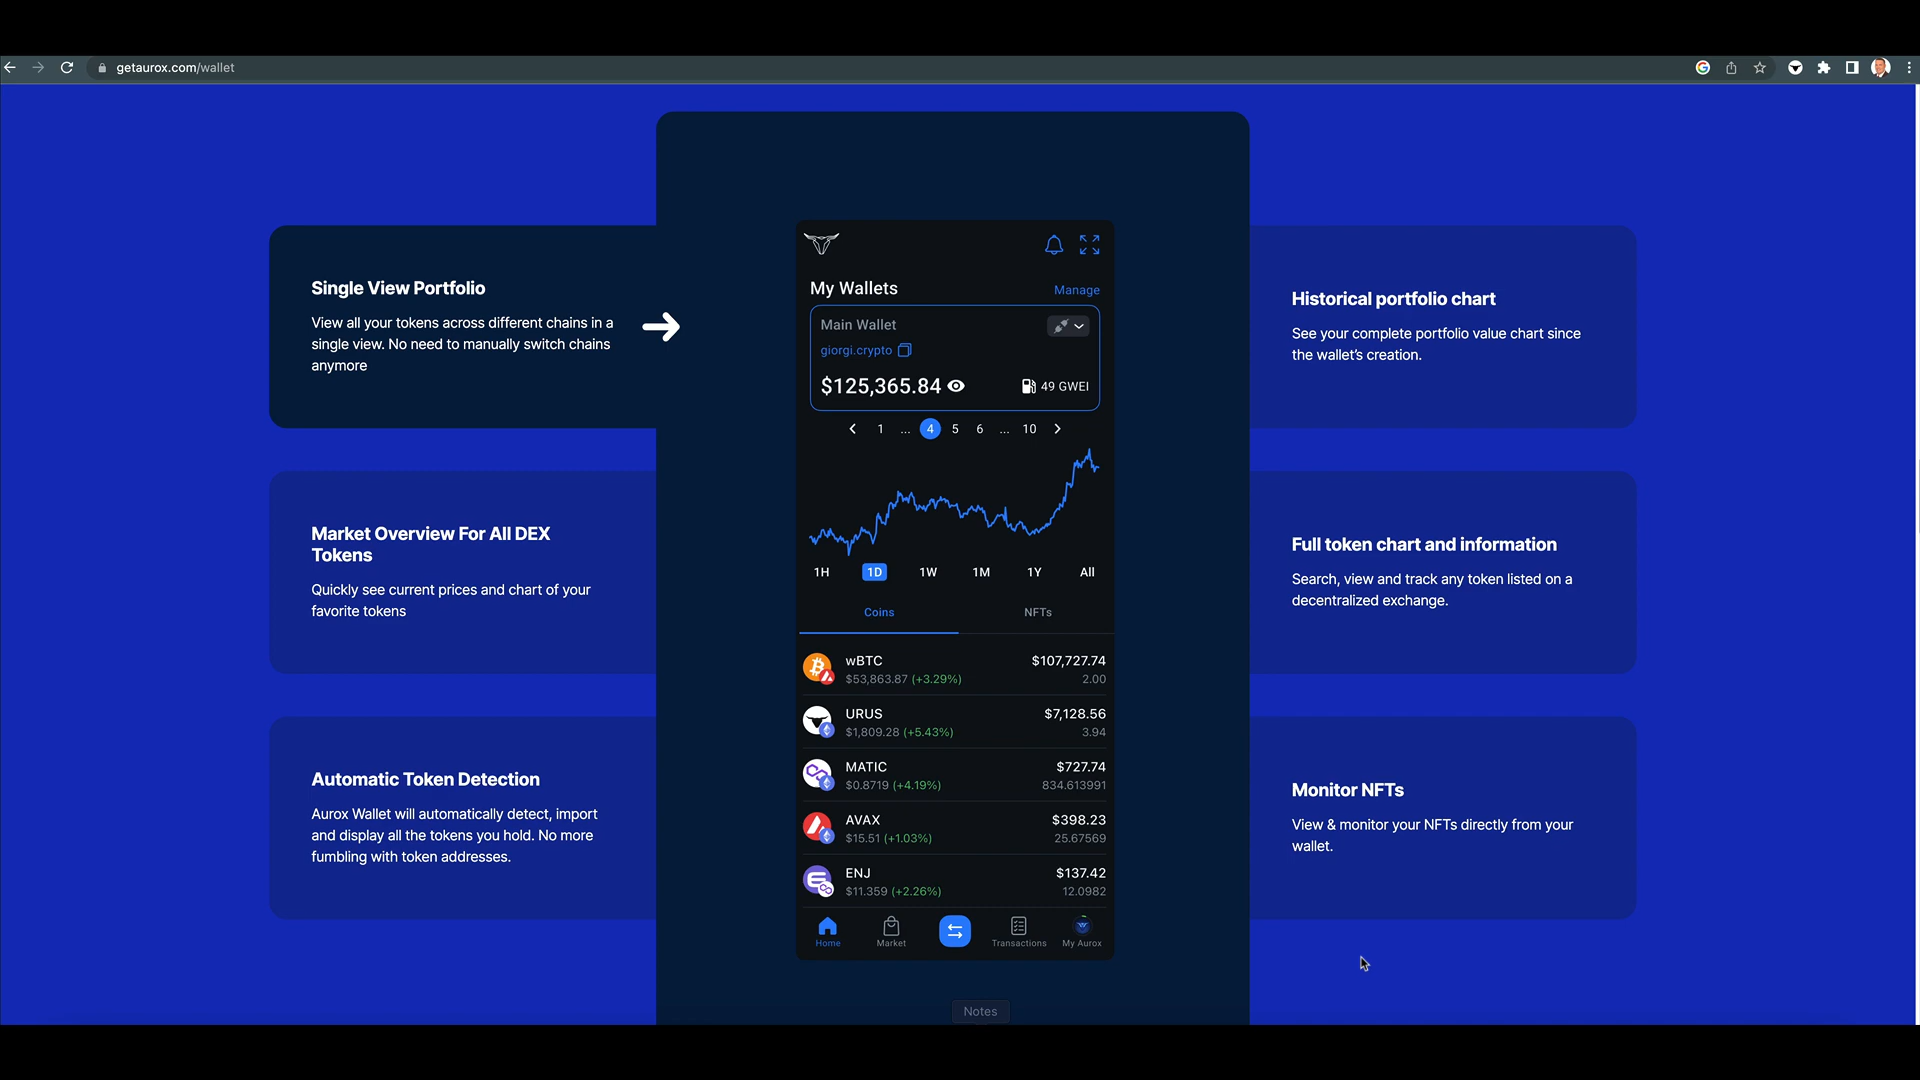 getaurox.com/wallet
Single View Portfolio
View all your tokens across different chains in a
single view. No need to manually switch chains
anymore
Market Overview For All DEX
Tokens
Quickly see current prices and chart of your
favorite tokens
Automatic Token Detection
Aurox Wallet will automatically detect, import
and display all the tokens you hold. No more
fumbling with token addresses.
My Wallets
Manage
Main Wallet
giorgi.crypto
$125,365.84
49 GWEI
1 ... 4 5 6 ... 10
1H 1D 1W 1M 1Y All
Coins NFTs
wBTC $107,727.74
$53,863.87 (+3.29%) 2.00
URUS $7,128.56
$1,809.28 (+5.43%) 3.94
MATIC $727.74
$0.8719 (+4.19%) 834.613991
AVAX $398.23
$15.51 (+1.03%) 25.67569
ENJ $137.42
$11.359 (+2.26%) 12.0982
Home Market Transactions My Aurox
Notes
Historical portfolio chart
See your complete portfolio value chart since
the wallet's creation.
Full token chart and information
Search, view and track any token listed on a
decentralized exchange.
Monitor NFTs
View & monitor your NFTs directly from your
wallet.